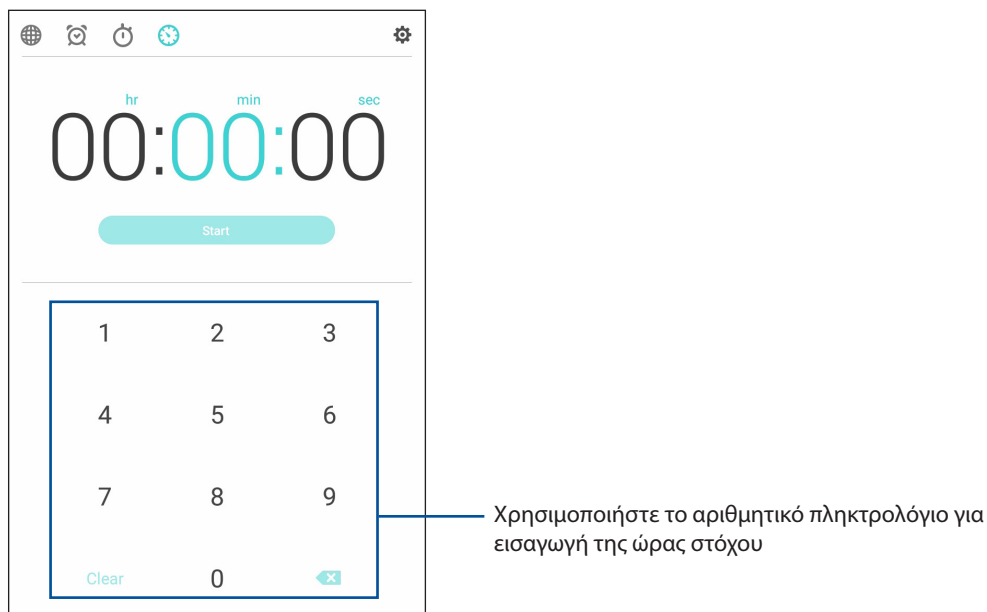 hr min sec
00:00:00
Start
1 2 3
4 5 6
7 8 9
Χρησιμοποιήστε το αριθμητικό πληκτρολόγιο για
εισαγωγή της ώρας στόχου
Clear 0